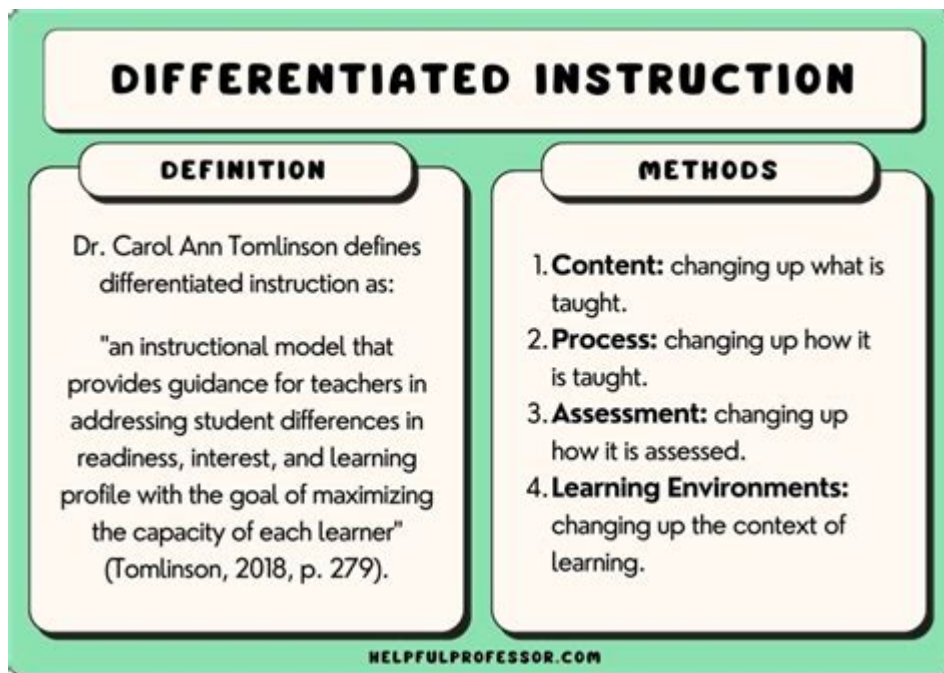 DIFFERENTIATED INSTRUCTION
DEFINITION
Dr. Carol Ann Tomlinson defines
differentiated instruction as:
"an instructional model that
provides guidance for teachers in
addressing student differences in
readiness, interest, and learning
profile with the goal of maximizing
the capacity of each learner"
(Tomlinson, 2018, p. 279).
METHODS
1. Content: changing up what is
taught.
2. Process: changing up how it
is taught.
3. Assessment: changing up
how it is assessed.
4. Learning Environments:
changing up the context of
learning.
HELPFULPROFESSOR.COM